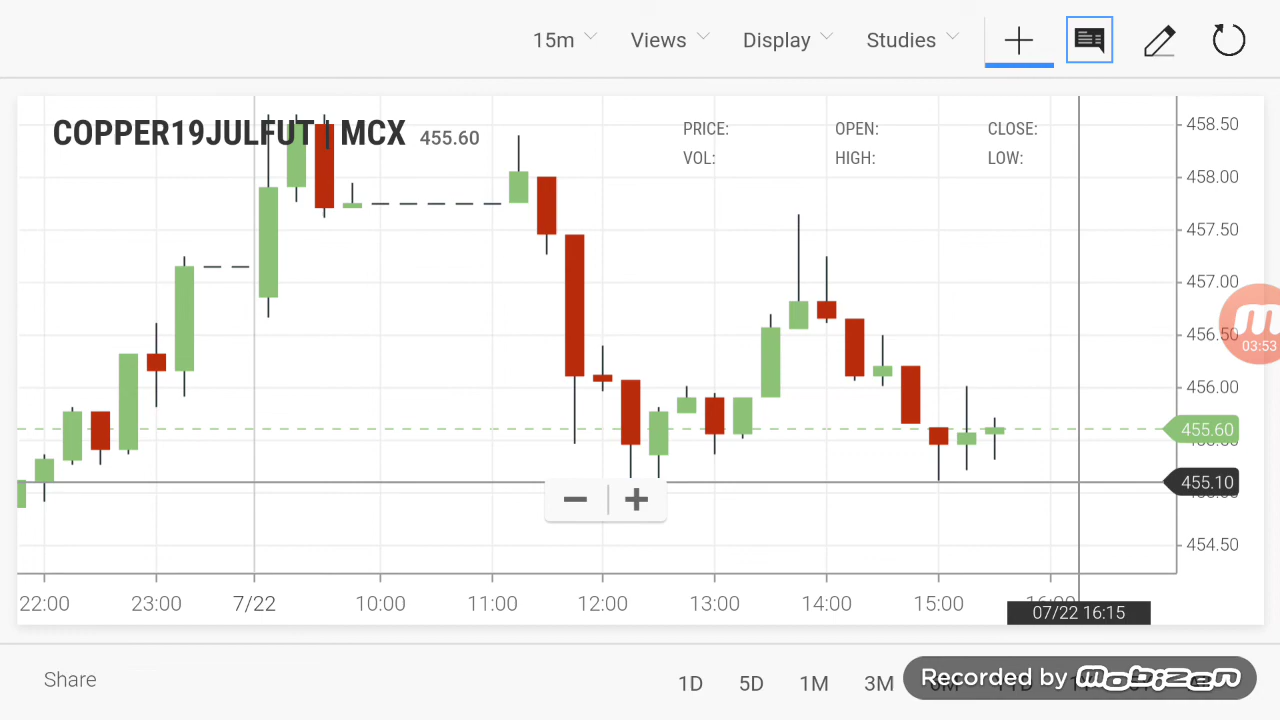 15m Views Display Studies
COPPER19JULFUT | MCX 455.60
PRICE: OPEN: CLOSE:
VOL: HIGH: LOW:
458.50
458.00
457.50
457.00
456.50
03:53
456.00
455.60
455.10
454.50
22:00 23:00 7/22 10:00 11:00 12:00 13:00 14:00 15:00
07/22 16:15
Share 1D 5D 1M 3M
Recorded by mobizen